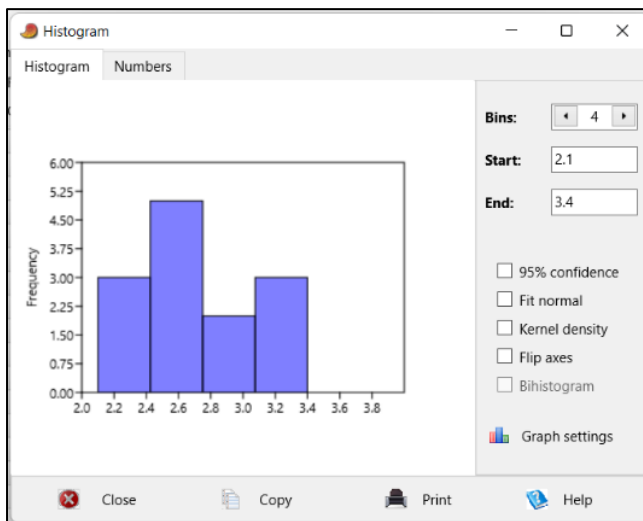 Histogram
Histogram Numbers
Bins: 4
Start: 2.1
End: 3.4
95% confidence
Fit normal
Kernel density
Flip axes
Bihistogram
Graph settings
6.00
5.25
4.50
3.75
3.00
2.25
1.50
0.75
0.00
Frequency
2.0 2.2 2.4 2.6 2.8 3.0 3.2 3.4 3.6 3.8
Close Copy Print Help